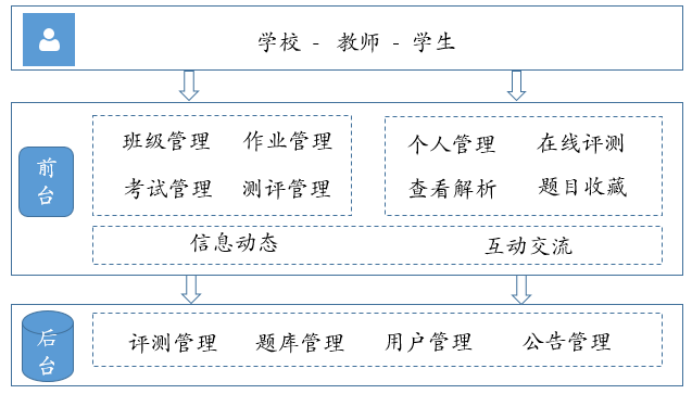 学校 - 教师 - 学生
前台
班级管理 作业管理
考试管理 测评管理
个人管理 在线评测
查看解析 题目收藏
信息动态 互动交流
后台
评测管理 题库管理 用户管理 公告管理